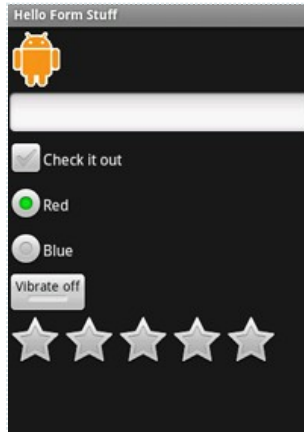 Hello Form Stuff
Check it out
Red
Blue
Vibrate off